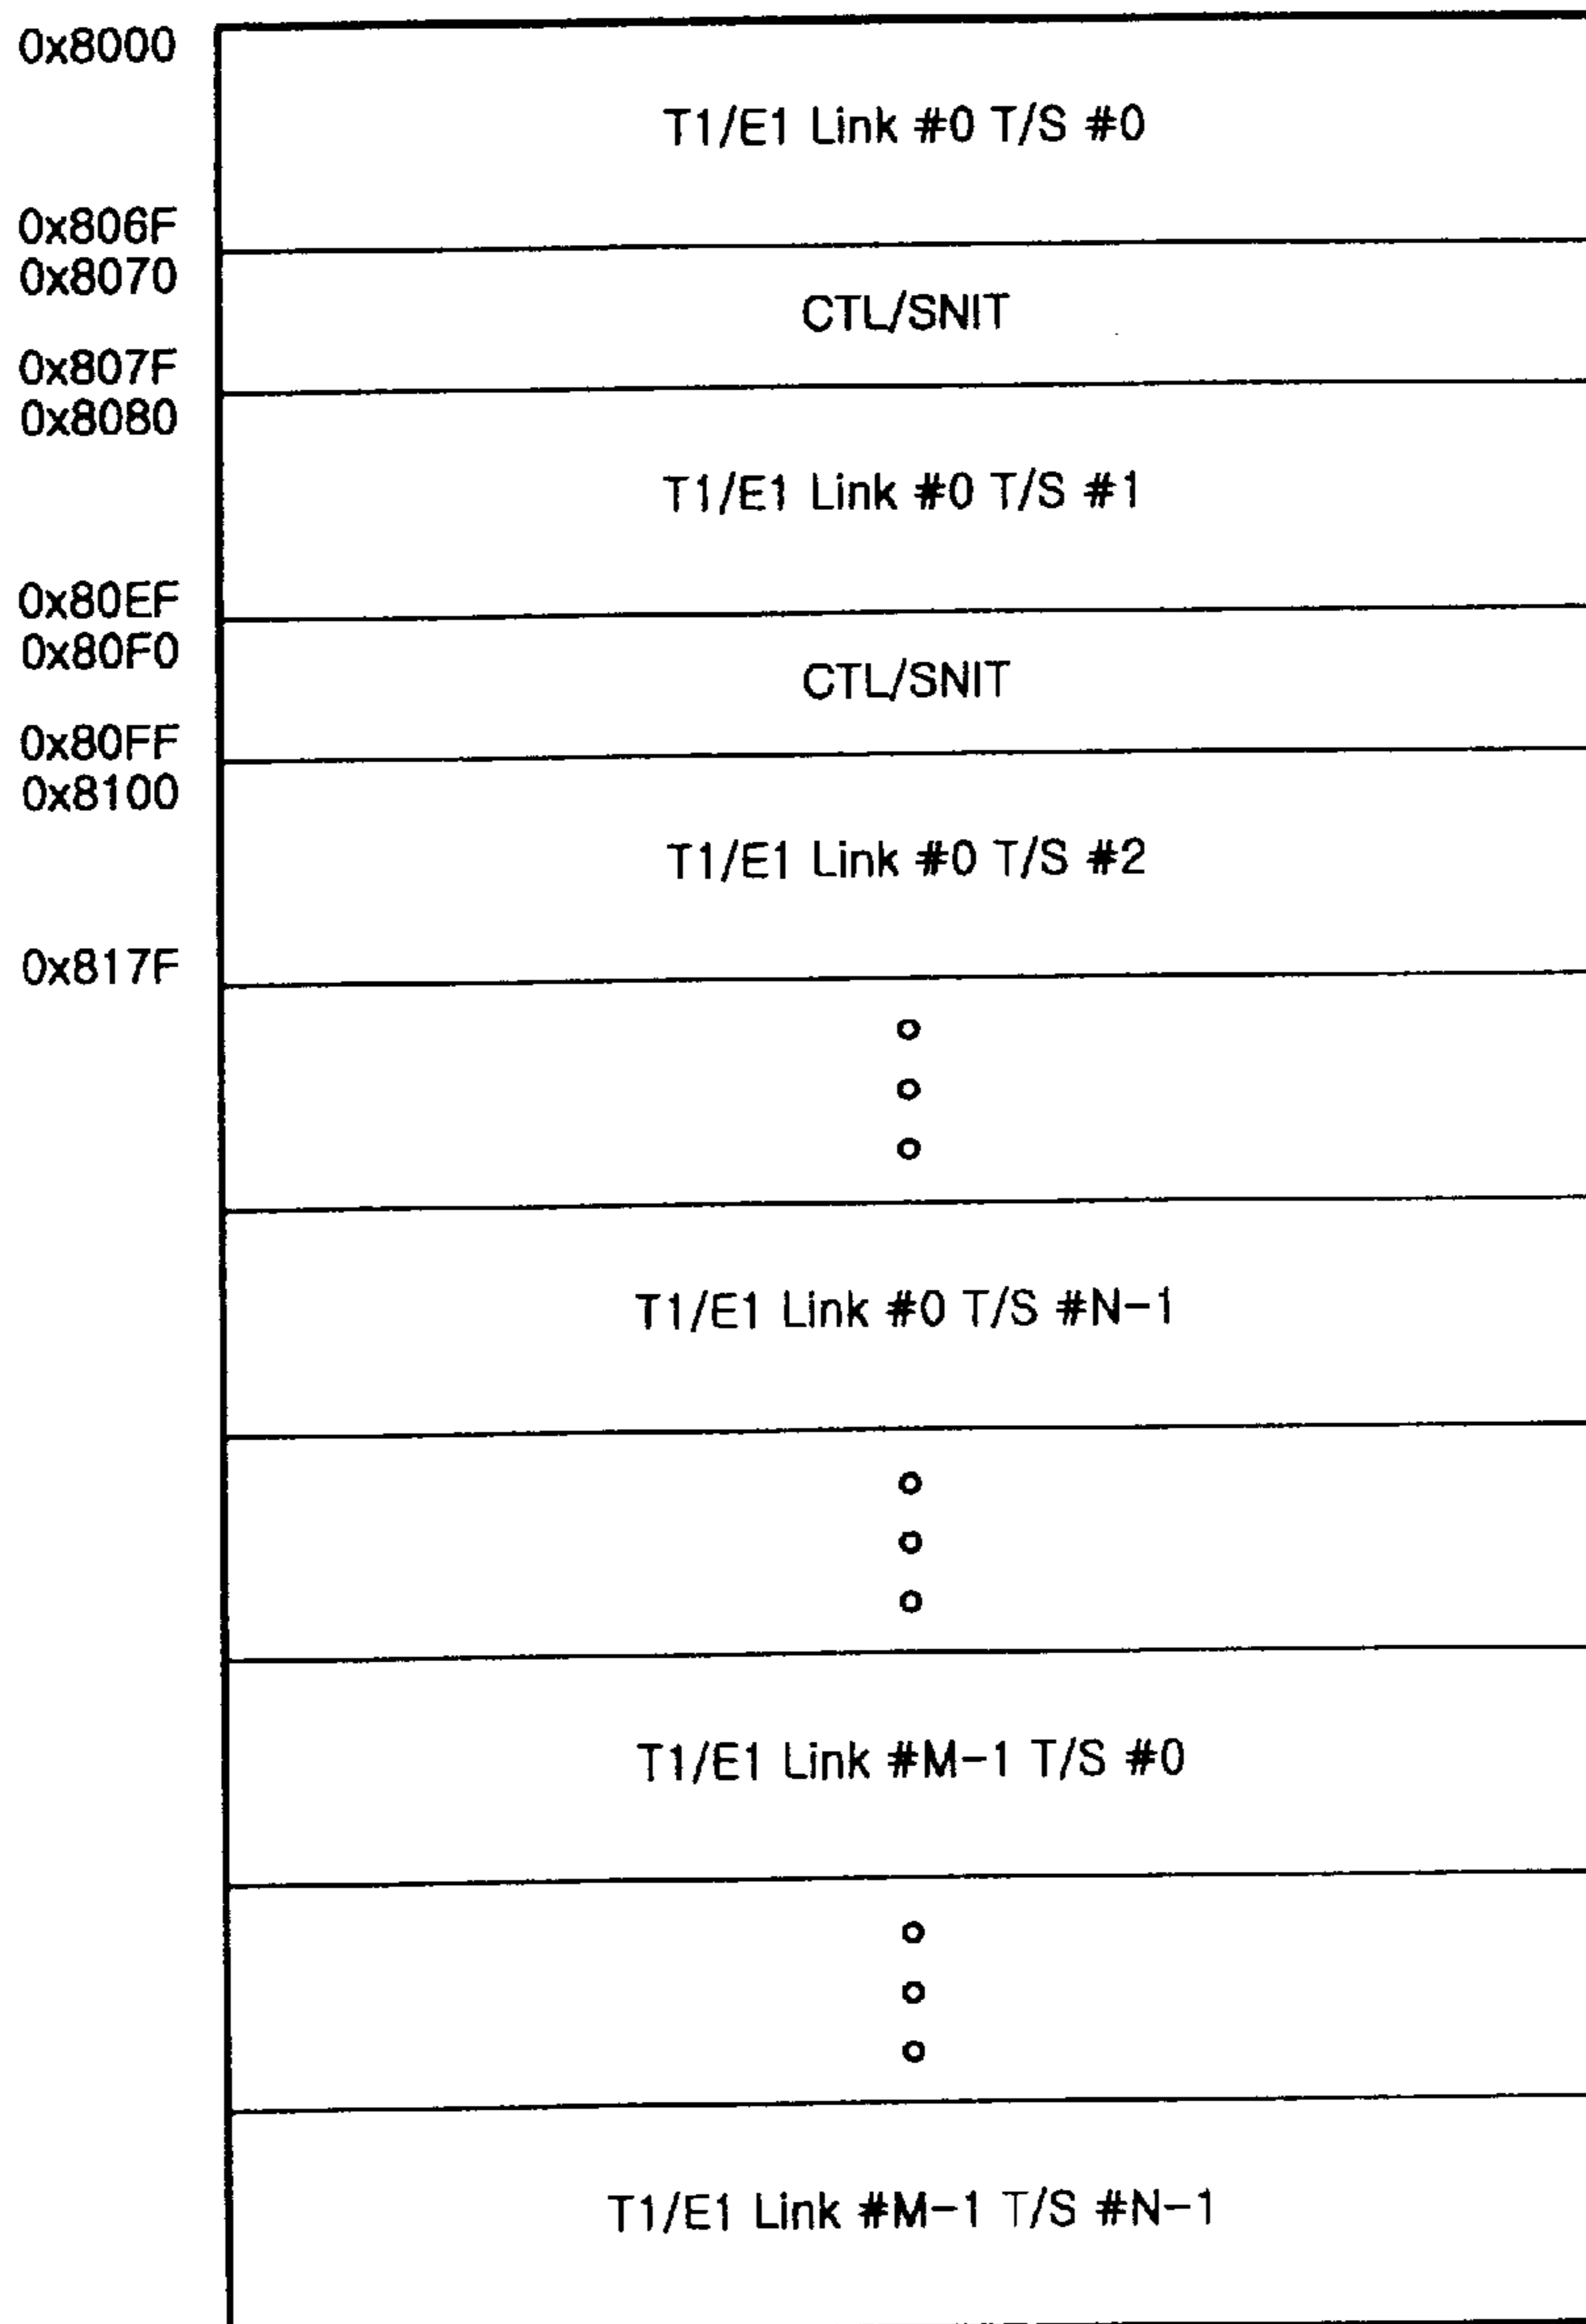 0x8000
T1/E1 Link #0 T/S #0
0x806F
0x8070
CTL/SNIT
0x807F
0x8080
T1/E1 Link #0 T/S #1
0x80EF
0x80F0
CTL/SNIT
0x80FF
0x8100
T1/E1 Link #0 T/S #2
0x817F
T1/E1 Link #0 T/S #N-1
T1/E1 Link #M-1 T/S #0
T1/E1 Link #M-1 T/S #N-1